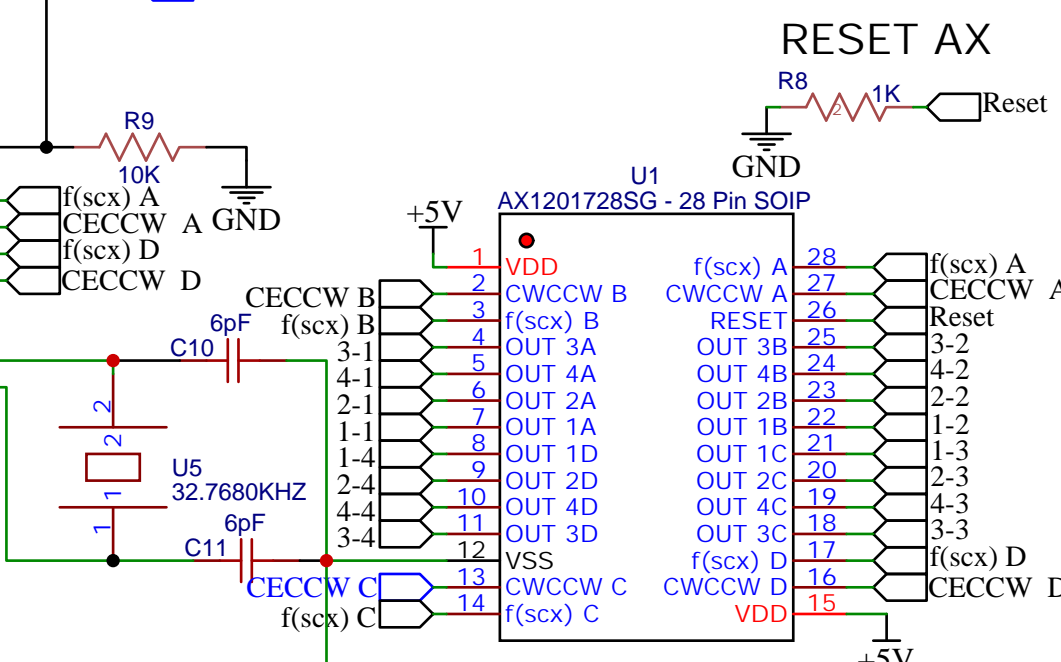 RESET AX
R8
1K
2
Reset
GND
R9
10K
GND
f(scx) A
CECCW A
f(scx) D
CECCW D
U1
AX1201728SG - 28 Pin SOIP
+5V
1 VDD f(scx) A 28 f(scx) A
CECCW B 2 CWCCW B CWCCW A 27 CECCW A
f(scx) B 3 f(scx) B RESET 26 Reset
3-1 4 OUT 3A OUT 3B 25 3-2
4-1 5 OUT 4A OUT 4B 24 4-2
2-1 6 OUT 2A OUT 2B 23 2-2
1-1 7 OUT 1A OUT 1B 22 1-2
1-4 8 OUT 1D OUT 1C 21 1-3
2-4 9 OUT 2D OUT 2C 20 2-3
4-4 10 OUT 4D OUT 4C 19 4-3
3-4 11 OUT 3D OUT 3C 18 3-3
12 VSS f(scx) D 17 f(scx) D
CECCW C 13 CWCCW C CWCCW D 16 CECCW D
f(scx) C 14 f(scx) C VDD 15
+5V
6pF
C10
2
2
U5
32.7680KHZ
1
1
6pF
C11